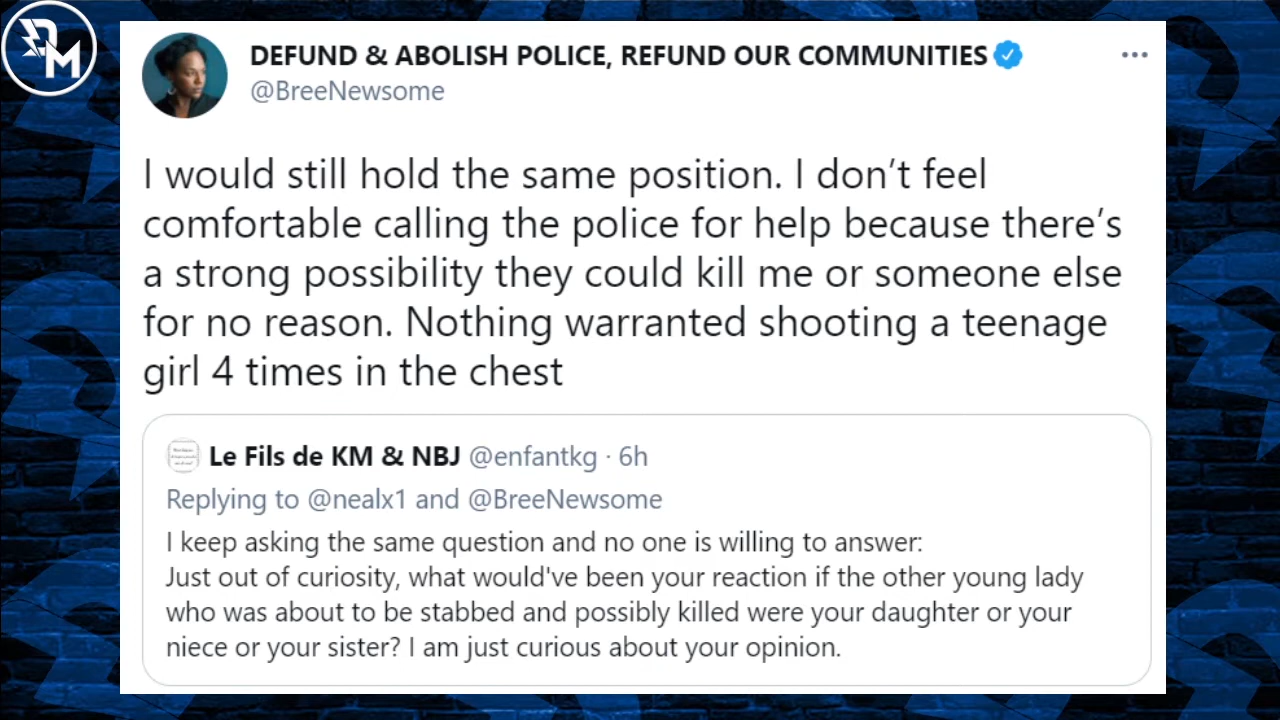 DM
DEFUND & ABOLISH POLICE, REFUND OUR COMMUNITIES
@BreeNewsome
I would still hold the same position. I don’t feel
comfortable calling the police for help because there’s
a strong possibility they could kill me or someone else
for no reason. Nothing warranted shooting a teenage
girl 4 times in the chest
Le Fils de KM & NBJ @enfantkg · 6h
Replying to @nealx1 and @BreeNewsome
I keep asking the same question and no one is willing to answer:
Just out of curiosity, what would've been your reaction if the other young lady
who was about to be stabbed and possibly killed were your daughter or your
niece or your sister? I am just curious about your opinion.